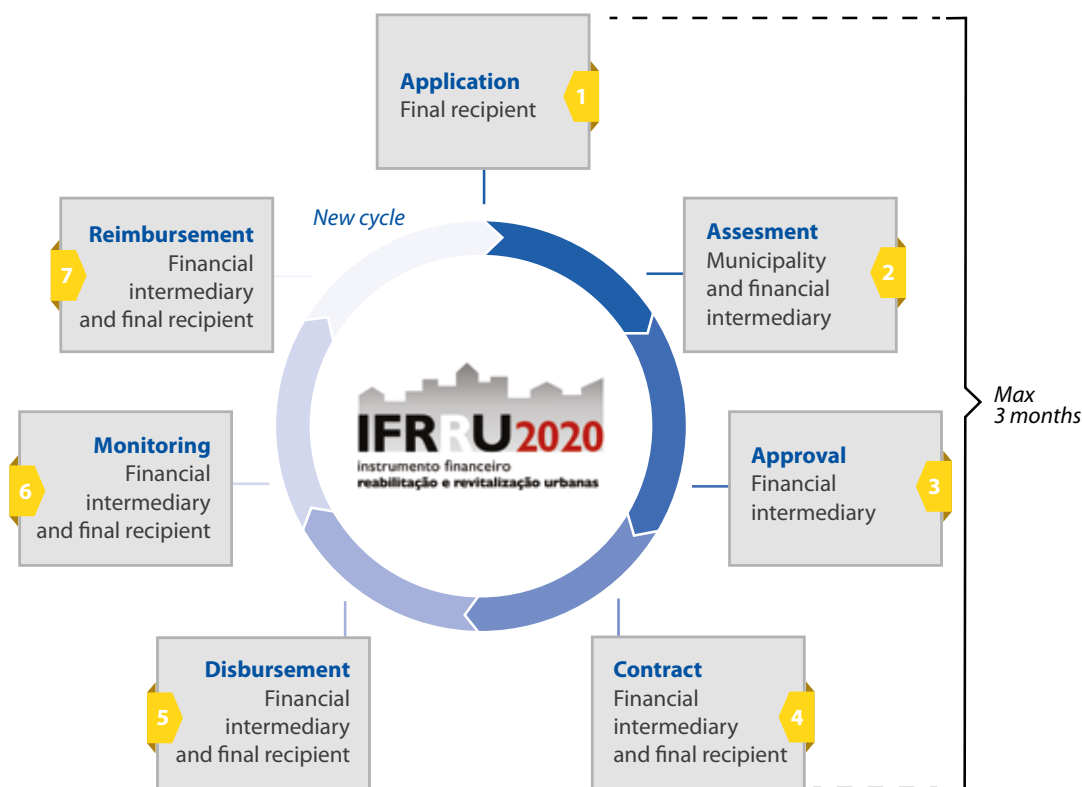 Application
Final recipient
1
Assesment
Municipality
and financial
intermediary
2
Approval
Financial
intermediary
3
Contract
Financial
intermediary
and final recipient
4
Disbursement
Financial
intermediary
and final recipient
5
Monitoring
Financial
intermediary
and final recipient
6
Reimbursement
Financial
intermediary
and final recipient
7
New cycle
IFRRU2020
instrumento financeiro
reabilitação e revitalização urbanas
Max
3 months